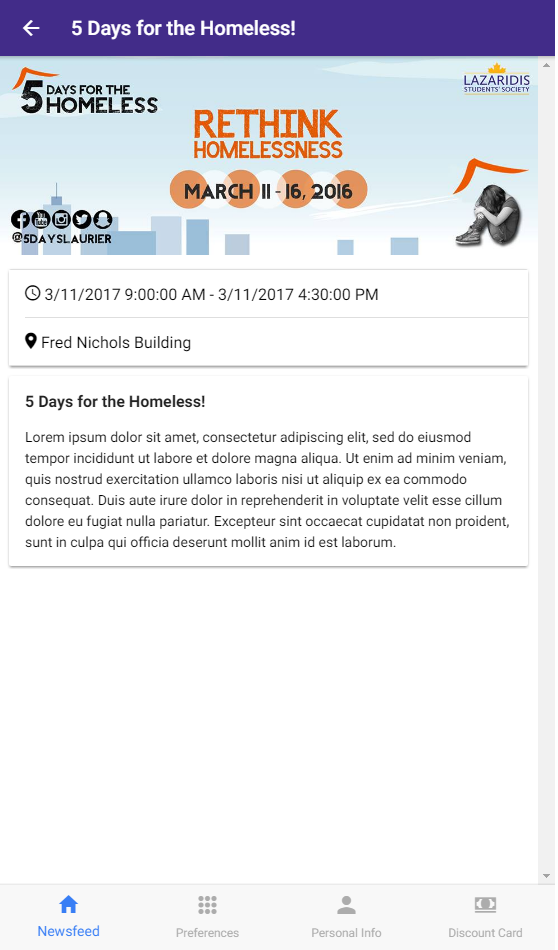 5 Days for the Homeless!
5 DAYS FOR THE
HOMELESS
LAZARIDIS
STUDENTS' SOCIETY
RETHINK
HOMELESSNESS
MARCH 11 - 16, 2016
You
Tube
@5DAYSLAURIER
3/11/2017 9:00:00 AM - 3/11/2017 4:30:00 PM
Fred Nichols Building
5 Days for the Homeless!
Lorem ipsum dolor sit amet, consectetur adipiscing elit, sed do eiusmod
tempor incididunt ut labore et dolore magna aliqua. Ut enim ad minim veniam,
quis nostrud exercitation ullamco laboris nisi ut aliquip ex ea commodo
consequat. Duis aute irure dolor in reprehenderit in voluptate velit esse cillum
dolore eu fugiat nulla pariatur. Excepteur sint occaecat cupidatat non proident,
sunt in culpa qui officia deserunt mollit anim id est laborum.
Newsfeed
Preferences
Personal Info
Discount Card